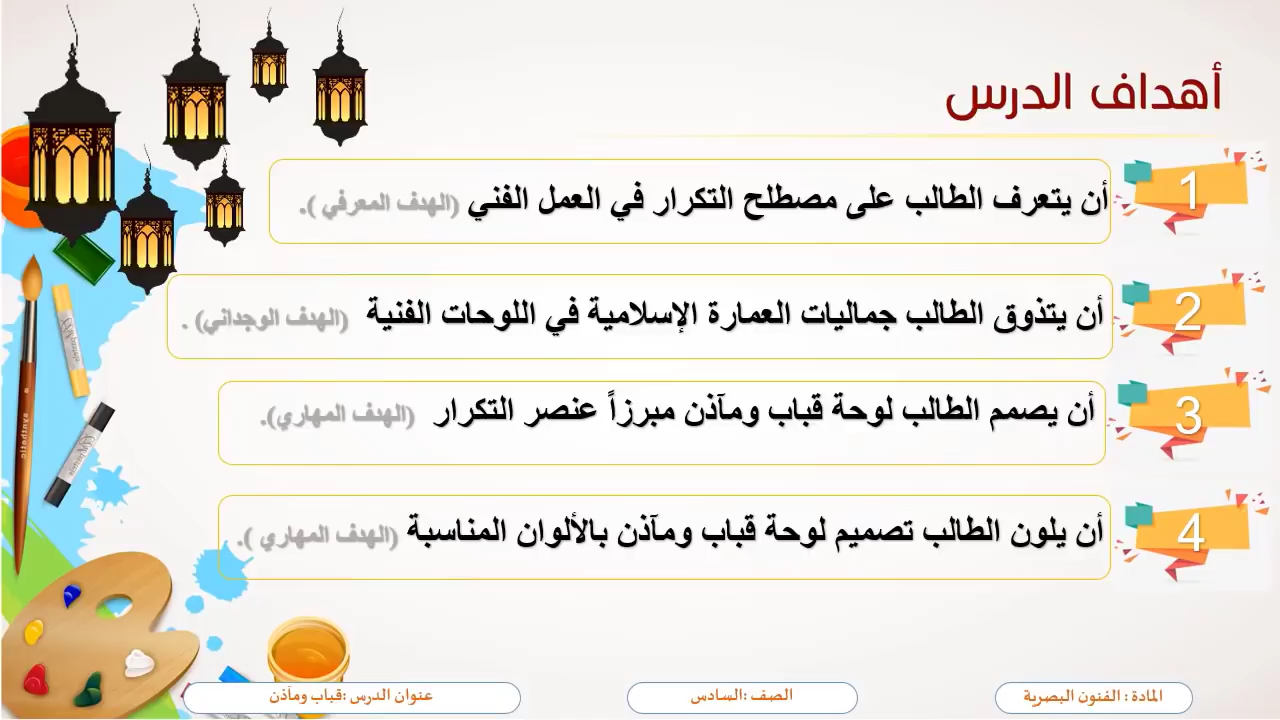 أهداف الدرس
1
أن يتعرف الطالب على مصطلح التكرار في العمل الفني (الهدف المعرفي ).
2
أن يتذوق الطالب جماليات العمارة الإسلامية في اللوحات الفنية (الهدف الوجداني) .
3
أن يصمم الطالب لوحة قباب ومآذن مبرزاً عنصر التكرار (الهدف المهاري).
4
أن يلون الطالب تصميم لوحة قباب ومآذن بالألوان المناسبة (الهدف المهاري ).
المادة : الفنون البصرية
الصف :السادس
عنوان الدرس :قباب ومآذن